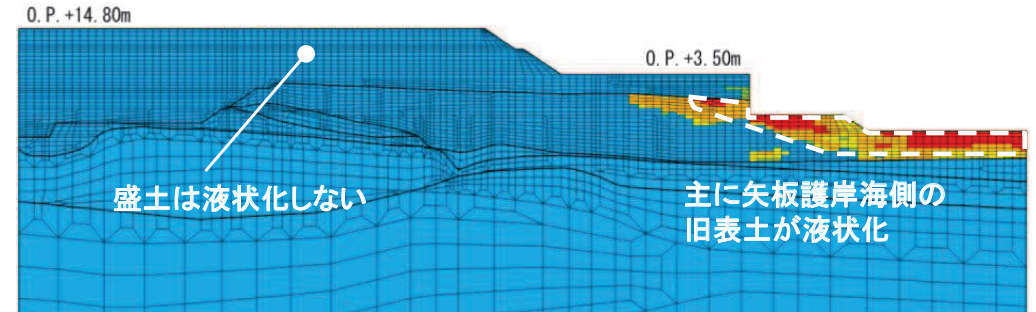 O.P.+14.80m
O.P.+3.50m
盛土は液状化しない
主に矢板護岸海側の
旧表土が液状化